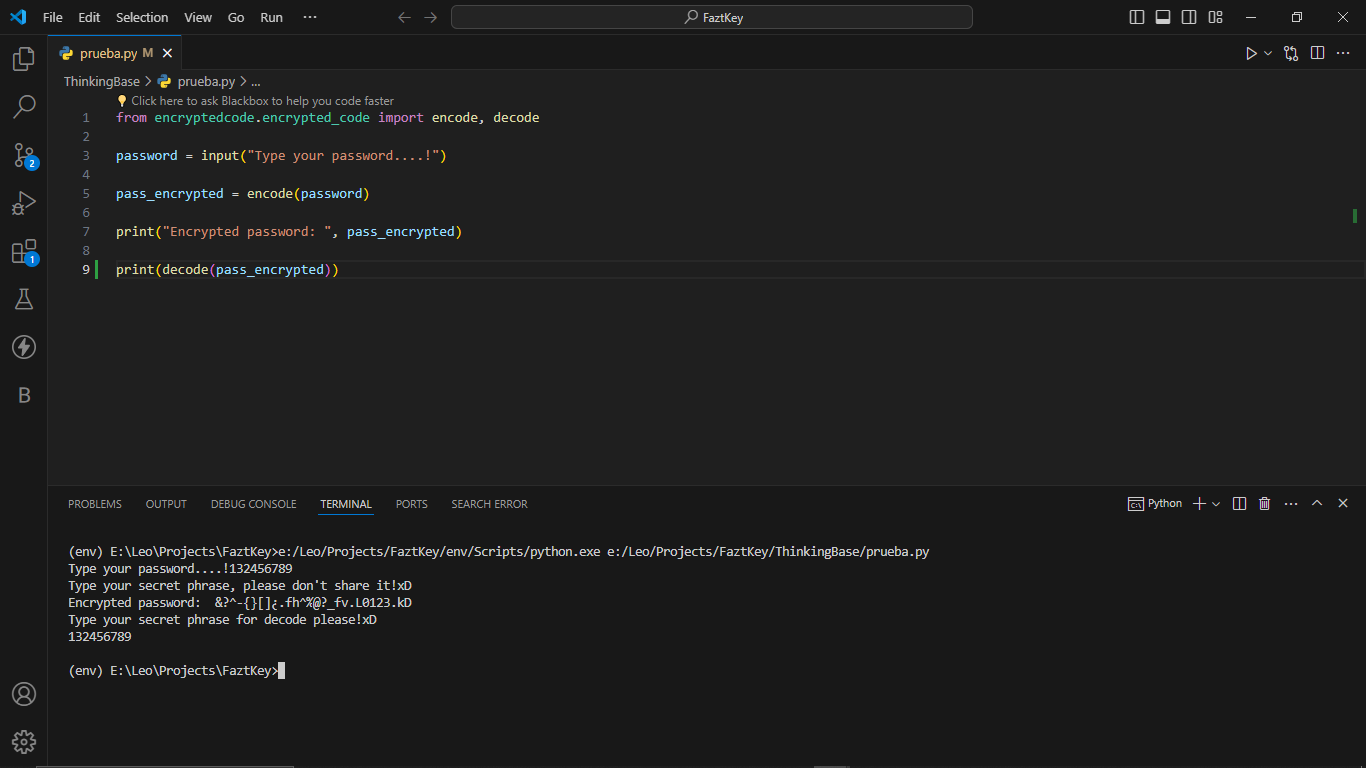 File Edit Selection View Go Run ··· FaztKey
prueba.py M
ThinkingBase > prueba.py > ...
Click here to ask Blackbox to help you code faster
1 from encryptedcode.encrypted_code import encode, decode
2
3 password = input("Type your password....!")
4
5 pass_encrypted = encode(password)
6
7 print("Encrypted password: ", pass_encrypted)
8
9 print(decode(pass_encrypted))
2
1
B
PROBLEMS OUTPUT DEBUG CONSOLE TERMINAL PORTS SEARCH ERROR Python
(env) E:\Leo\Projects\FaztKey>e:/Leo/Projects/FaztKey/env/Scripts/python.exe e:/Leo/Projects/FaztKey/ThinkingBase/prueba.py
Type your password....!132456789
Type your secret phrase, please don't share it!xD
Encrypted password:  &?^-{}[]¿.fh^%@?_fv.L0123.kD
Type your secret phrase for decode please!xD
132456789
(env) E:\Leo\Projects\FaztKey>